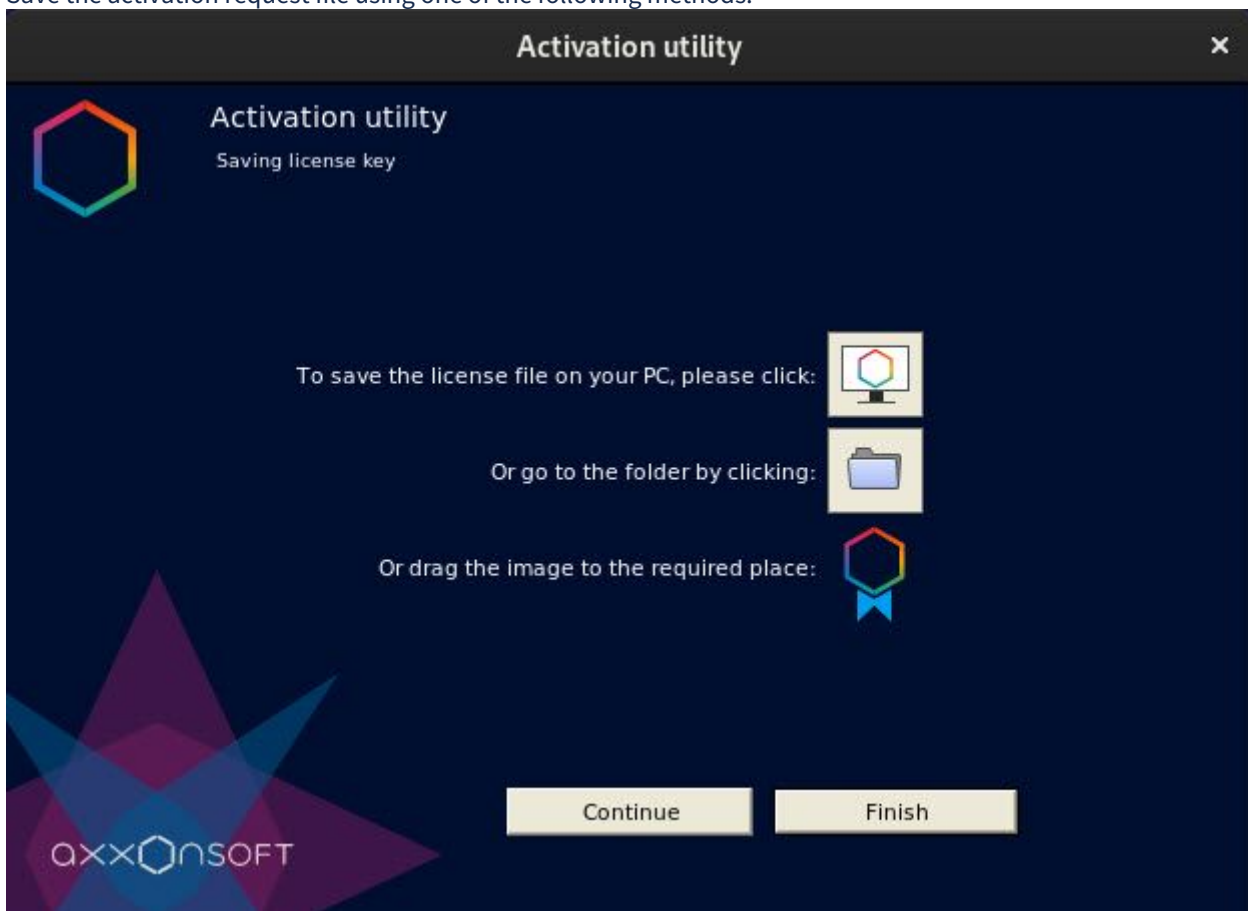 Save the activation request file using one of the following methods:
Activation utility
Activation utility
Saving license key
To save the license file on your PC, please click:
Or go to the folder by clicking:
Or drag the image to the required place:
Continue
Finish
axxonsoft